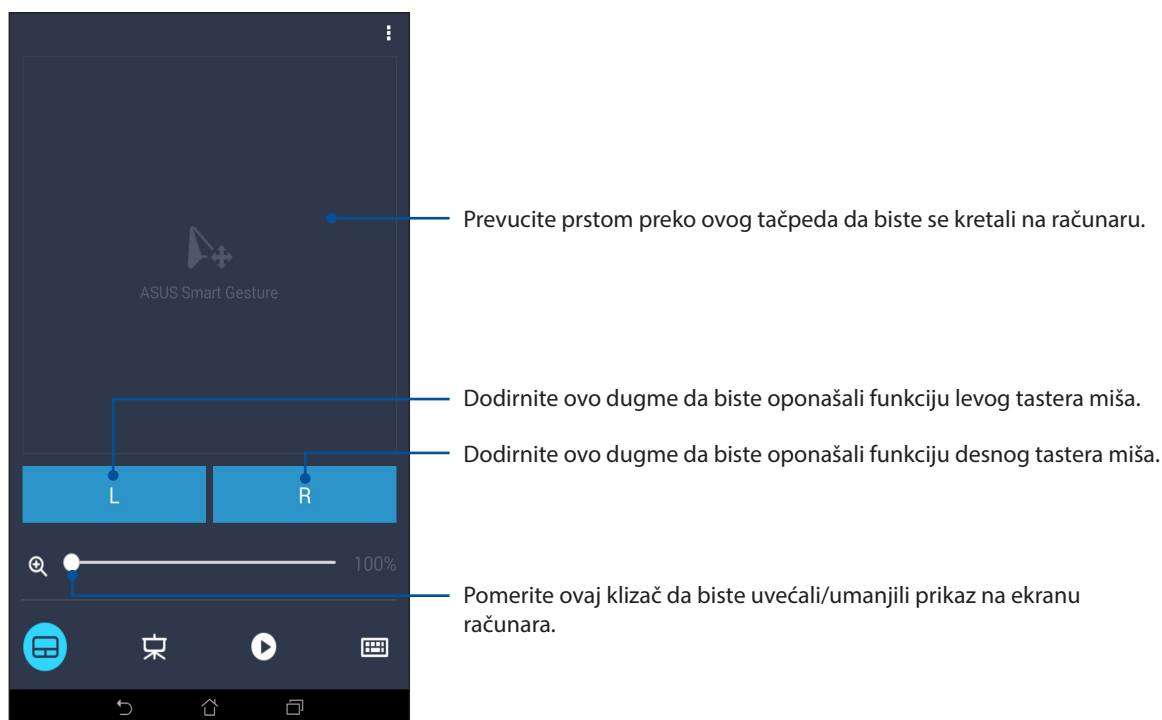 Prevucite prstom preko ovog tačpeda da biste se kretali na računaru.
ASUS Smart Gesture
Dodirnite ovo dugme da biste oponašali funkciju levog tastera miša.
Dodirnite ovo dugme da biste oponašali funkciju desnog tastera miša.
L
R
100%
Pomerite ovaj klizač da biste uvećali/umanjili prikaz na ekranu
računara.